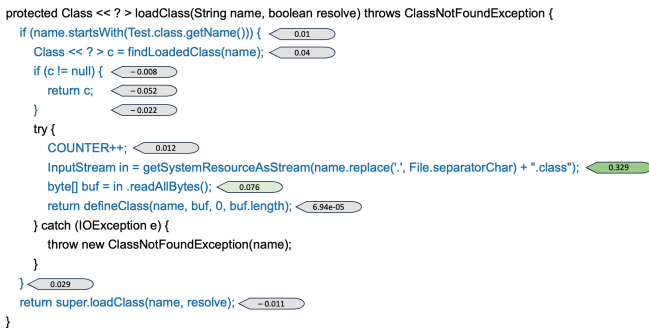 protected Class << ? > loadClass(String name, boolean resolve) throws ClassNotFoundException {
if (name.startsWith(Test.class.getName())) { 0.01
Class << ? > c = findLoadedClass(name); 0.04
if (c != null) { – 0.008
return c; – 0.052
} – 0.022
try {
COUNTER++; 0.012
InputStream in = getSystemResourceAsStream(name.replace('.', File.separatorChar) + ".class"); 0.329
byte[] buf = in .readAllBytes(); 0.076
return defineClass(name, buf, 0, buf.length); 6.94e-05
} catch (IOException e) {
throw new ClassNotFoundException(name);
}
} 0.029
return super.loadClass(name, resolve); – 0.011
}